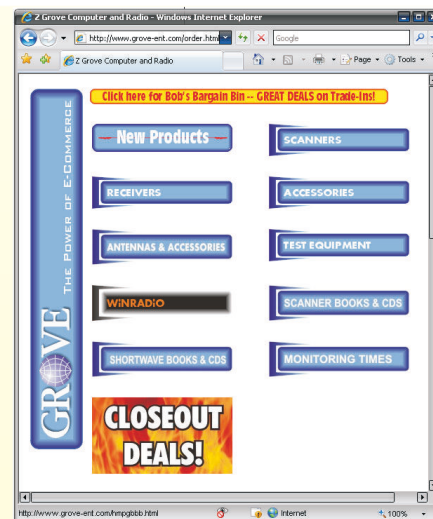 Z Grove Computer and Radio - Windows Internet Explorer
http://www.grove-ent.com/order.html
Google
Z Grove Computer and Radio
Page
Tools
Click here for Bob's Bargain Bin -- GREAT DEALS on Trade-Ins!
GROVE THE POWER OF E-COMMERCE
New Products
SCANNERS
RECEIVERS
ACCESSORIES
ANTENNAS & ACCESSORIES
TEST EQUIPMENT
WiNRADiO
SCANNER BOOKS & CDS
SHORTWAVE BOOKS & CDS
MONITORING TIMES
CLOSEOUT
DEALS!
http://www.grove-ent.com/hmpgbbb.html
Internet
100%